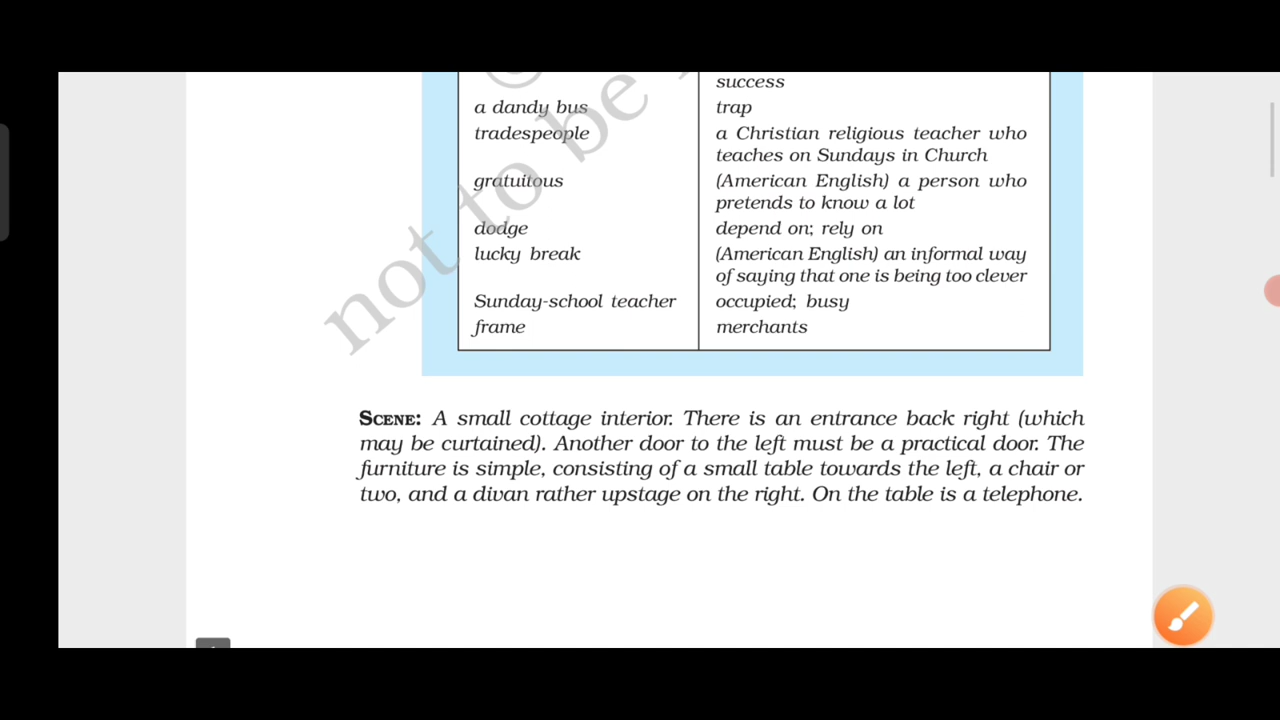 success
a dandy bus trap
tradespeople a Christian religious teacher who
teaches on Sundays in Church
gratuitous (American English) a person who
pretends to know a lot
dodge depend on; rely on
lucky break (American English) an informal way
of saying that one is being too clever
Sunday-school teacher occupied; busy
frame merchants
not to be
SCENE: A small cottage interior. There is an entrance back right (which
may be curtained). Another door to the left must be a practical door. The
furniture is simple, consisting of a small table towards the left, a chair or
two, and a divan rather upstage on the right. On the table is a telephone.